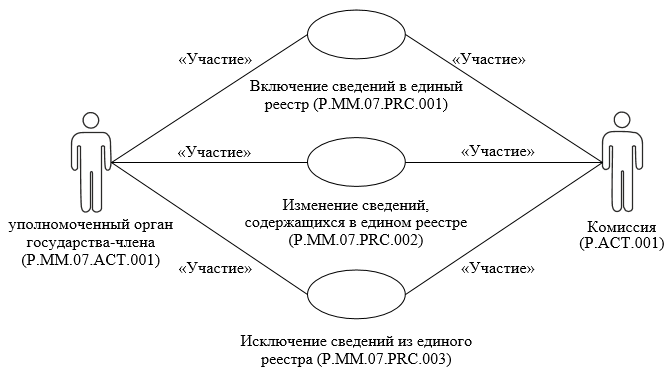 «Участие»
«Участие»
Включение сведений в единый
реестр (P.MM.07.PRC.001)
«Участие»
«Участие»
уполномоченный орган
государства-члена
(P.MM.07.ACT.001)
Изменение сведений,
содержащихся в едином реестре
(P.MM.07.PRC.002)
Комиссия
(P.ACT.001)
«Участие»
«Участие»
Исключение сведений из единого
реестра (P.MM.07.PRC.003)